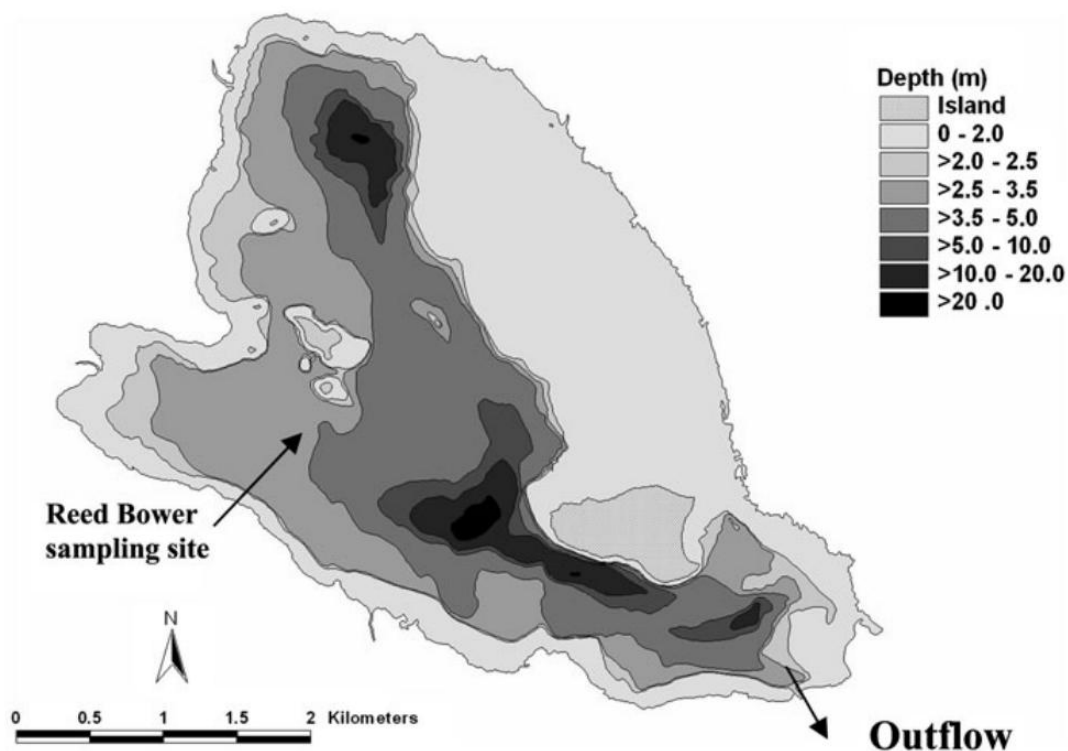 Depth (m)
Island
0 - 2.0
>2.0 - 2.5
>2.5 - 3.5
>3.5 - 5.0
>5.0 - 10.0
>10.0 - 20.0
>20 .0
Reed Bower
sampling site
N
0 0.5 1 1.5 2 Kilometers
Outflow